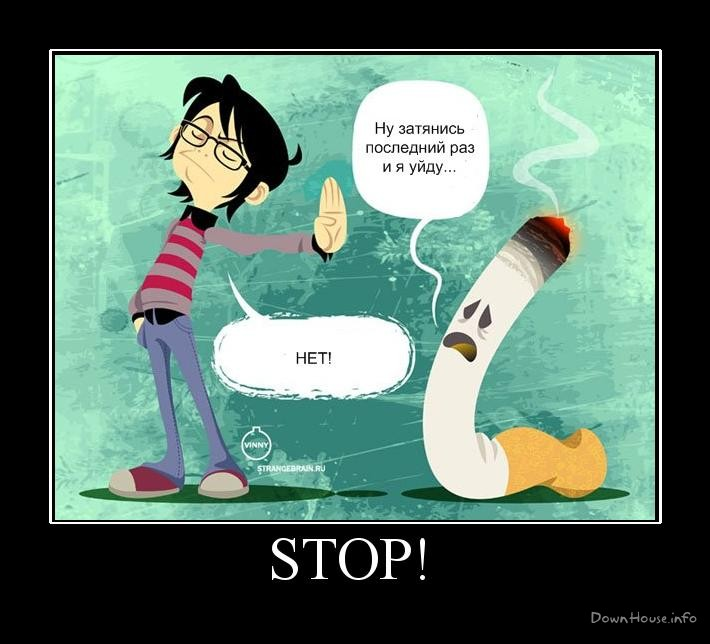 Ну затянись
последний раз
и я уйду...
НЕТ!
VINNY
STRANGEBRAIN.RU
STOP!
DownHouse.info